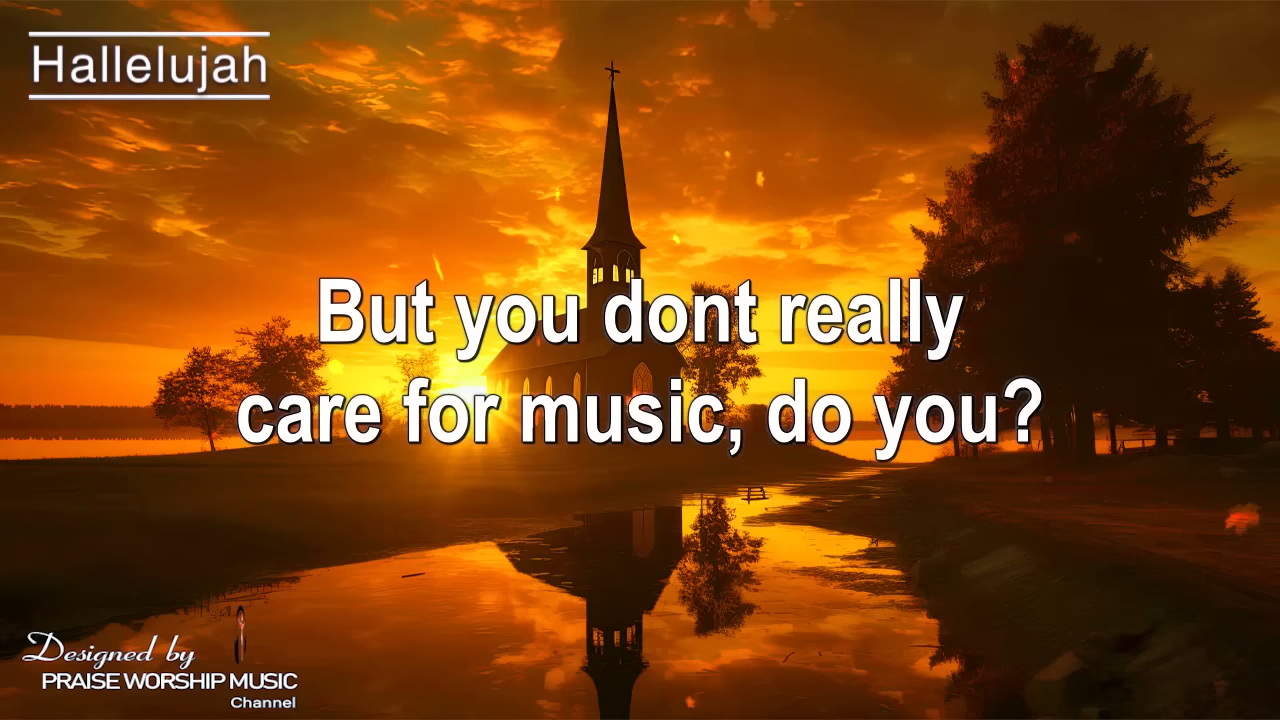 Hallelujah
But you dont really
care for music, do you?
Designed by
PRAISE WORSHIP MUSIC
Channel